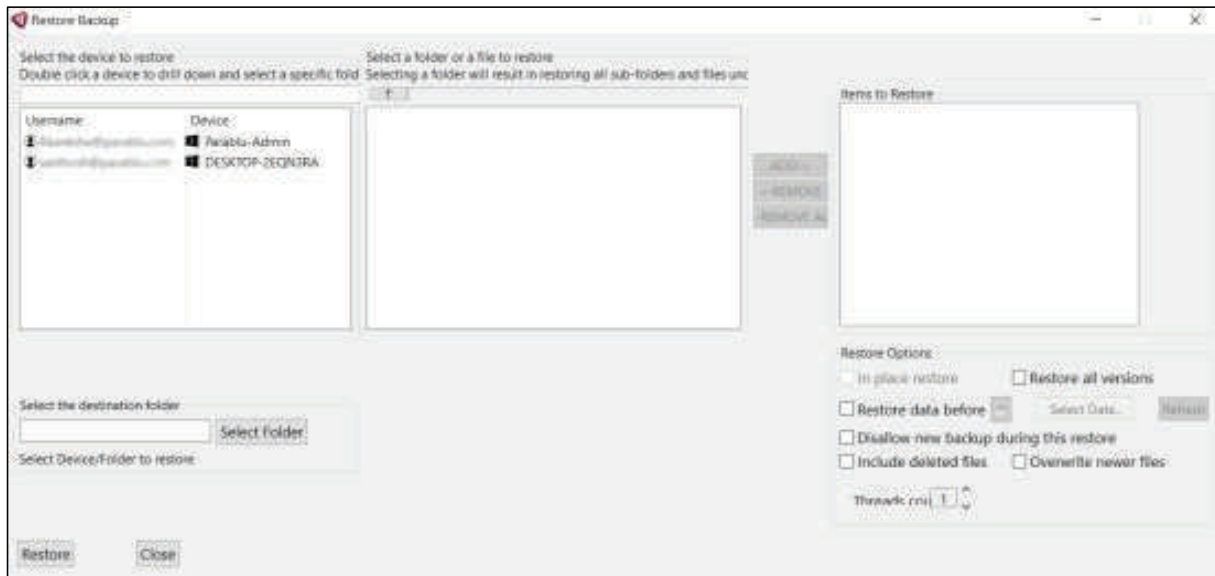 Restore Backup
Select the device to restore
Double click a device to drill down and select a specific fold
Username Device
Parablu-Admin
DESKTOP-2EQN3RA
Select a folder or a file to restore
Selecting a folder will result in restoring all sub-folders and files unc
↑
ADD >
< REMOVE
REMOVE AL
Items to Restore
Select the destination folder
Select Folder
Select Device/Folder to restore
Restore Options
In place restore Restore all versions
Restore data before Select Date.. Refresh
Disallow new backup during this restore
Include deleted files Overwrite newer files
Threads cou 1
Restore Close